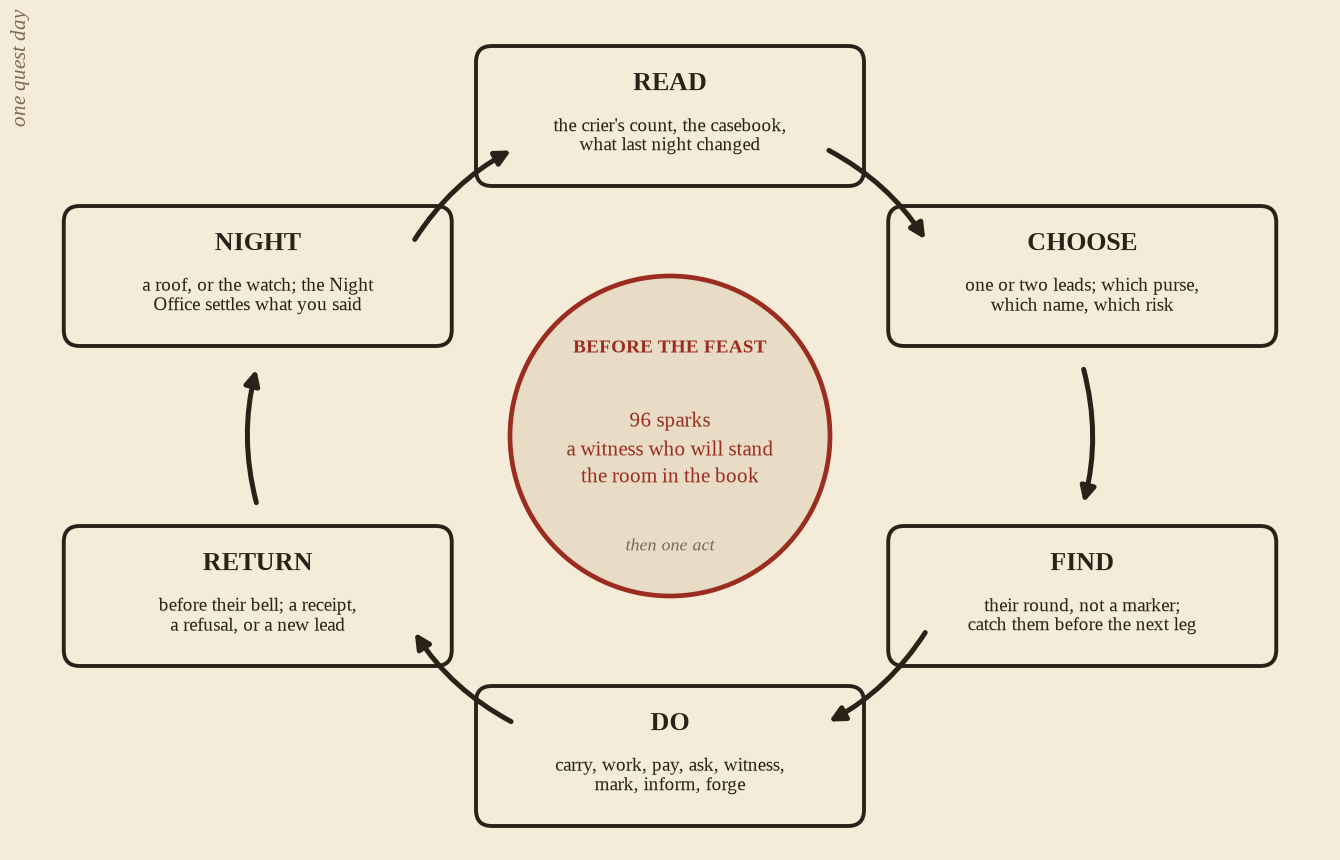 one quest day
READ
the crier's count, the casebook,
what last night changed
CHOOSE
one or two leads; which purse,
which name, which risk
FIND
their round, not a marker;
catch them before the next leg
DO
carry, work, pay, ask, witness,
mark, inform, forge
RETURN
before their bell; a receipt,
a refusal, or a new lead
NIGHT
a roof, or the watch; the Night
Office settles what you said
BEFORE THE FEAST
96 sparks
a witness who will stand
the room in the book
then one act